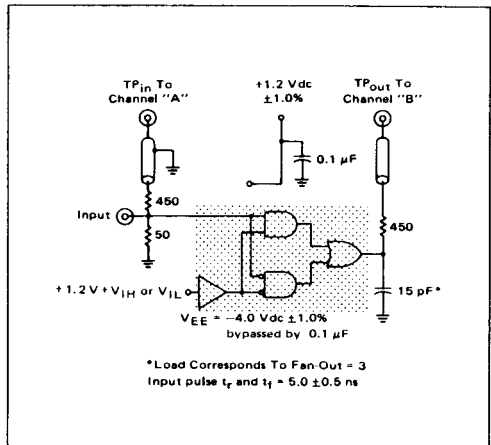 TPin To
Channel "A"
+1.2 Vdc
±1.0%
TPout To
Channel "B"
0.1 µF
450
Input
50
450
+1.2 V + VIH or VIL
15 pF*
VEE = −4.0 Vdc ±1.0%
bypassed by 0.1 µF
*Load Corresponds To Fan-Out = 3
Input pulse tr and tf = 5.0 ±0.5 ns